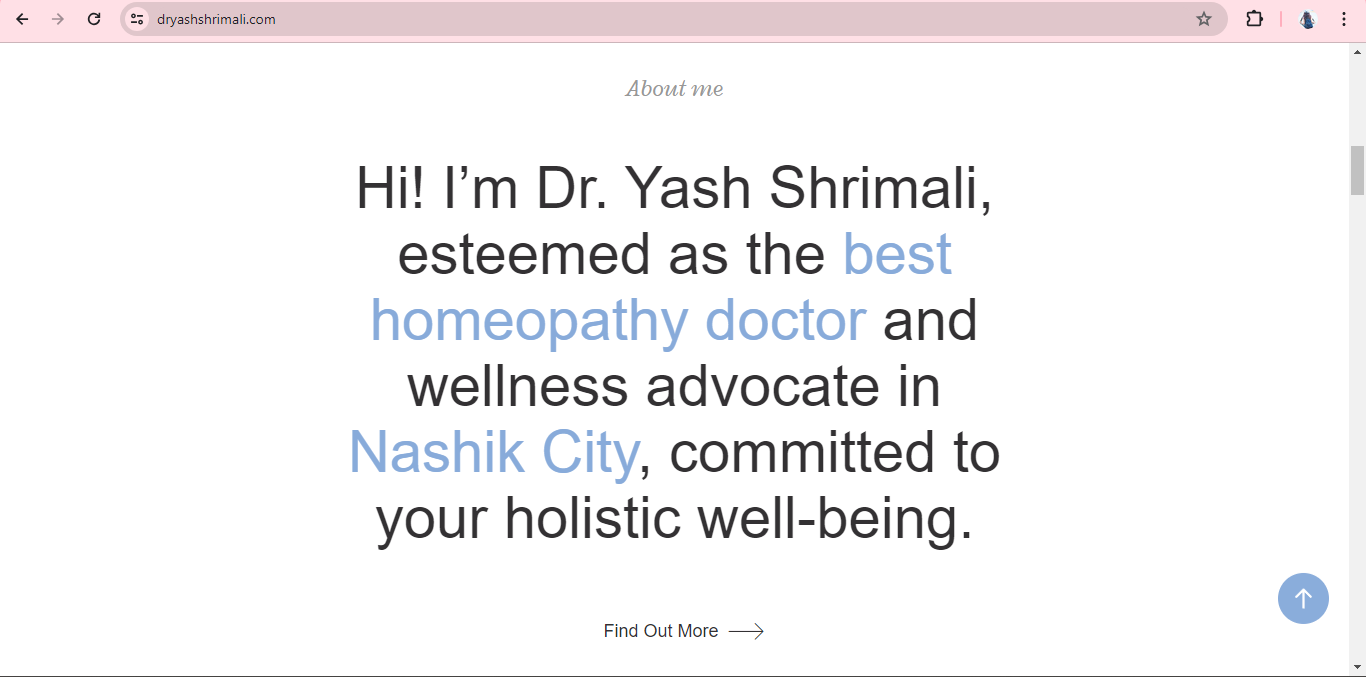 dryashshrimali.com
About me
Hi! I’m Dr. Yash Shrimali,
esteemed as the best
homeopathy doctor and
wellness advocate in
Nashik City, committed to
your holistic well-being.
Find Out More